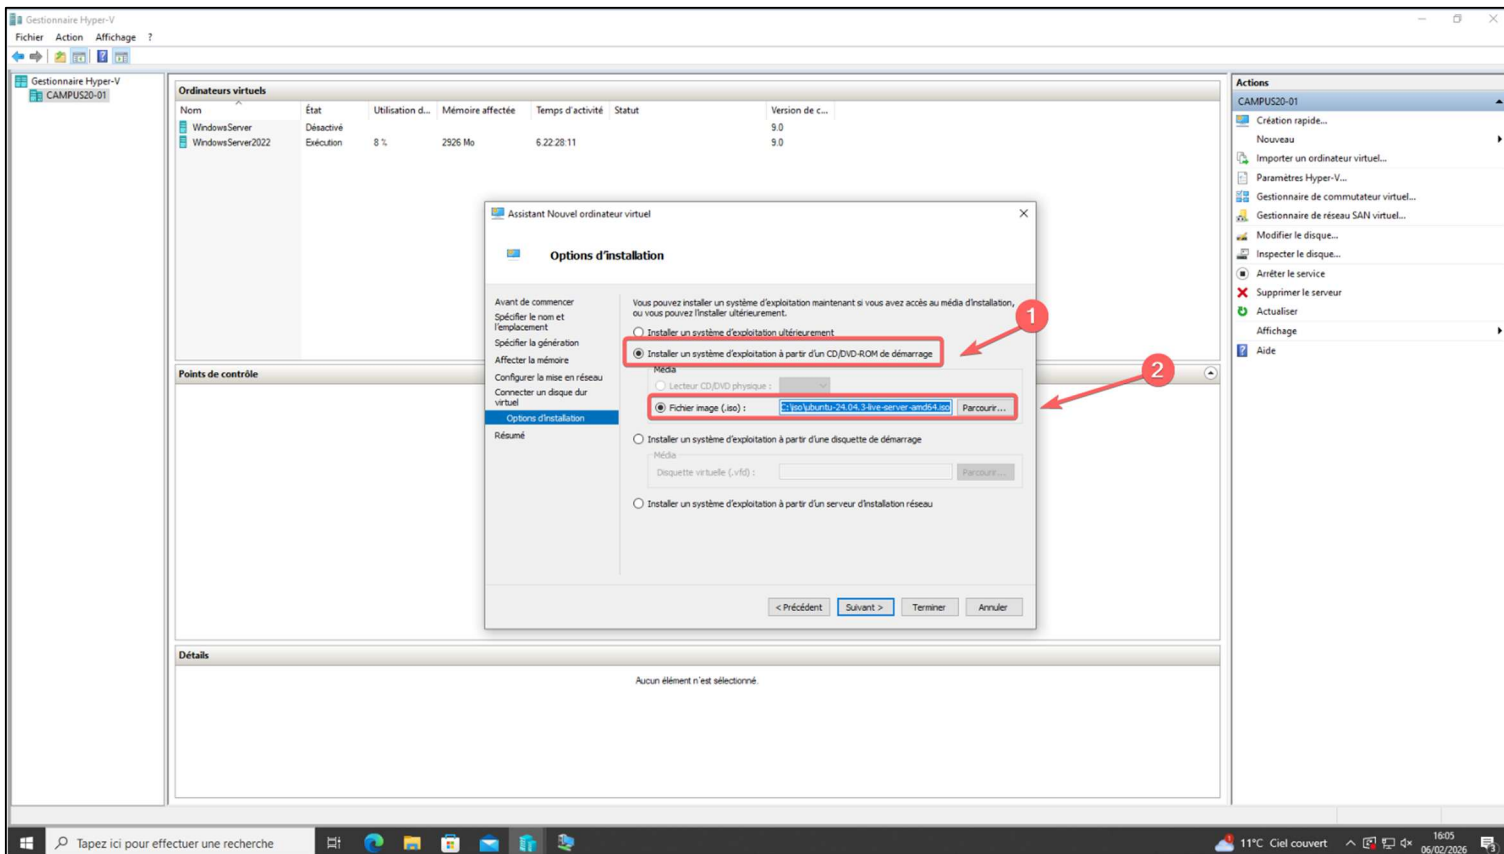 Gestionnaire Hyper-V
Fichier Action Affichage ?
Gestionnaire Hyper-V
CAMPUS20-01
Ordinateurs virtuels
Nom État Utilisation d... Mémoire affectée Temps d'activité Statut Version de c...
WindowsServer Désactivé 9.0
WindowsServer2022 Exécution 8 % 2926 Mo 6.22:28:11 9.0
Assistant Nouvel ordinateur virtuel
Options d'installation
Avant de commencer
Spécifier le nom et
l'emplacement
Spécifier la génération
Affecter la mémoire
Configurer la mise en réseau
Connecter un disque dur
virtuel
Options d'installation
Résumé
Vous pouvez installer un système d'exploitation maintenant si vous avez accès au média d'installation,
ou vous pouvez l'installer ultérieurement.
Installer un système d'exploitation ultérieurement
Installer un système d'exploitation à partir d'un CD/DVD-ROM de démarrage
Média
Lecteur CD/DVD physique :
Fichier image (.iso) : C:\iso\ubuntu-24.04.3-live-server-amd64.iso Parcourir...
Installer un système d'exploitation à partir d'une disquette de démarrage
Média
Disquette virtuelle (.vfd) : Parcourir...
Installer un système d'exploitation à partir d'un serveur d'installation réseau
< Précédent Suivant > Terminer Annuler
1
2
Points de contrôle
Détails
Aucun élément n'est sélectionné.
Actions
CAMPUS20-01
Création rapide...
Nouveau
Importer un ordinateur virtuel...
Paramètres Hyper-V...
Gestionnaire de commutateur virtuel...
Gestionnaire de réseau SAN virtuel...
Modifier le disque...
Inspecter le disque...
Arrêter le service
Supprimer le serveur
Actualiser
Affichage
Aide
Tapez ici pour effectuer une recherche
11°C Ciel couvert
16:05
06/02/2026
3